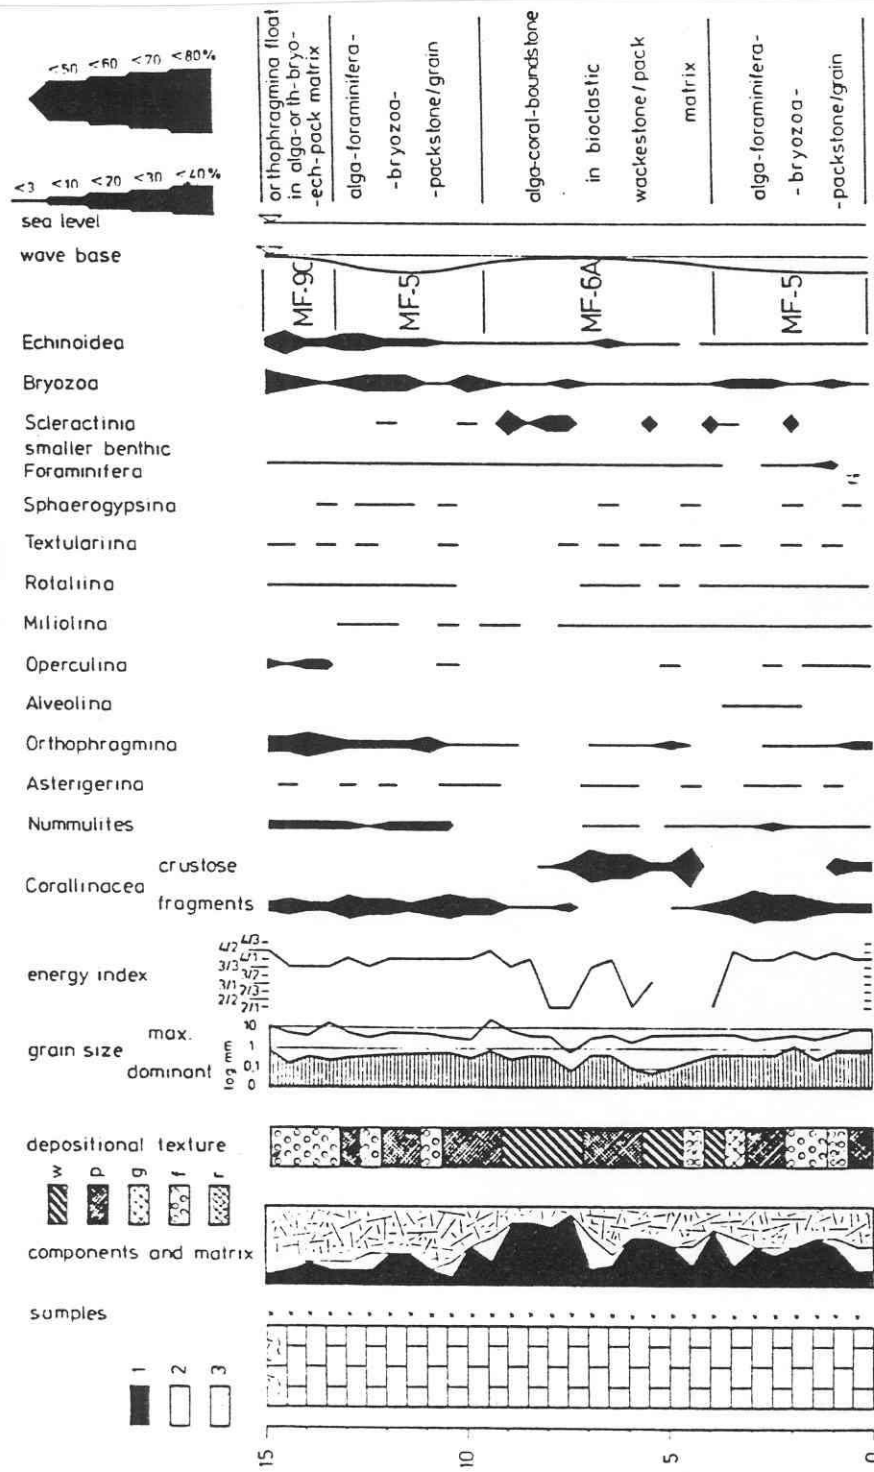 <50 <60 <70 <80%
<3 <10 <20 <30 <40%
orthophragmina float
in alga-orth-bryo-
-ech-pack matrix
alga-foraminifera-
-bryozoa-
-packstone/grain
alga-coral-boundstone
in bioclastic
wackestone/pack
matrix
alga-foraminifera-
-bryozoa-
-packstone/grain
sea level
wave base
MF-9C
MF-5
MF-6A
MF-5
Echinoidea
Bryozoa
Scleractinia
smaller benthic
Foraminifera
Sphaerogypsina
Textulariina
Rotaliina
Miliolina
Operculina
Alveolina
Orthophragmina
Asterigerina
Nummulites
Corallinacea
crustose
fragments
energy index
4/3
4/2
4/1
3/3
3/2
3/1
2/3
2/2
2/1
grain size
max.
dominant
log mm
10
1
0,1
0
depositional texture
w p g f r
components and matrix
samples
1 2 3
15 10 5 0